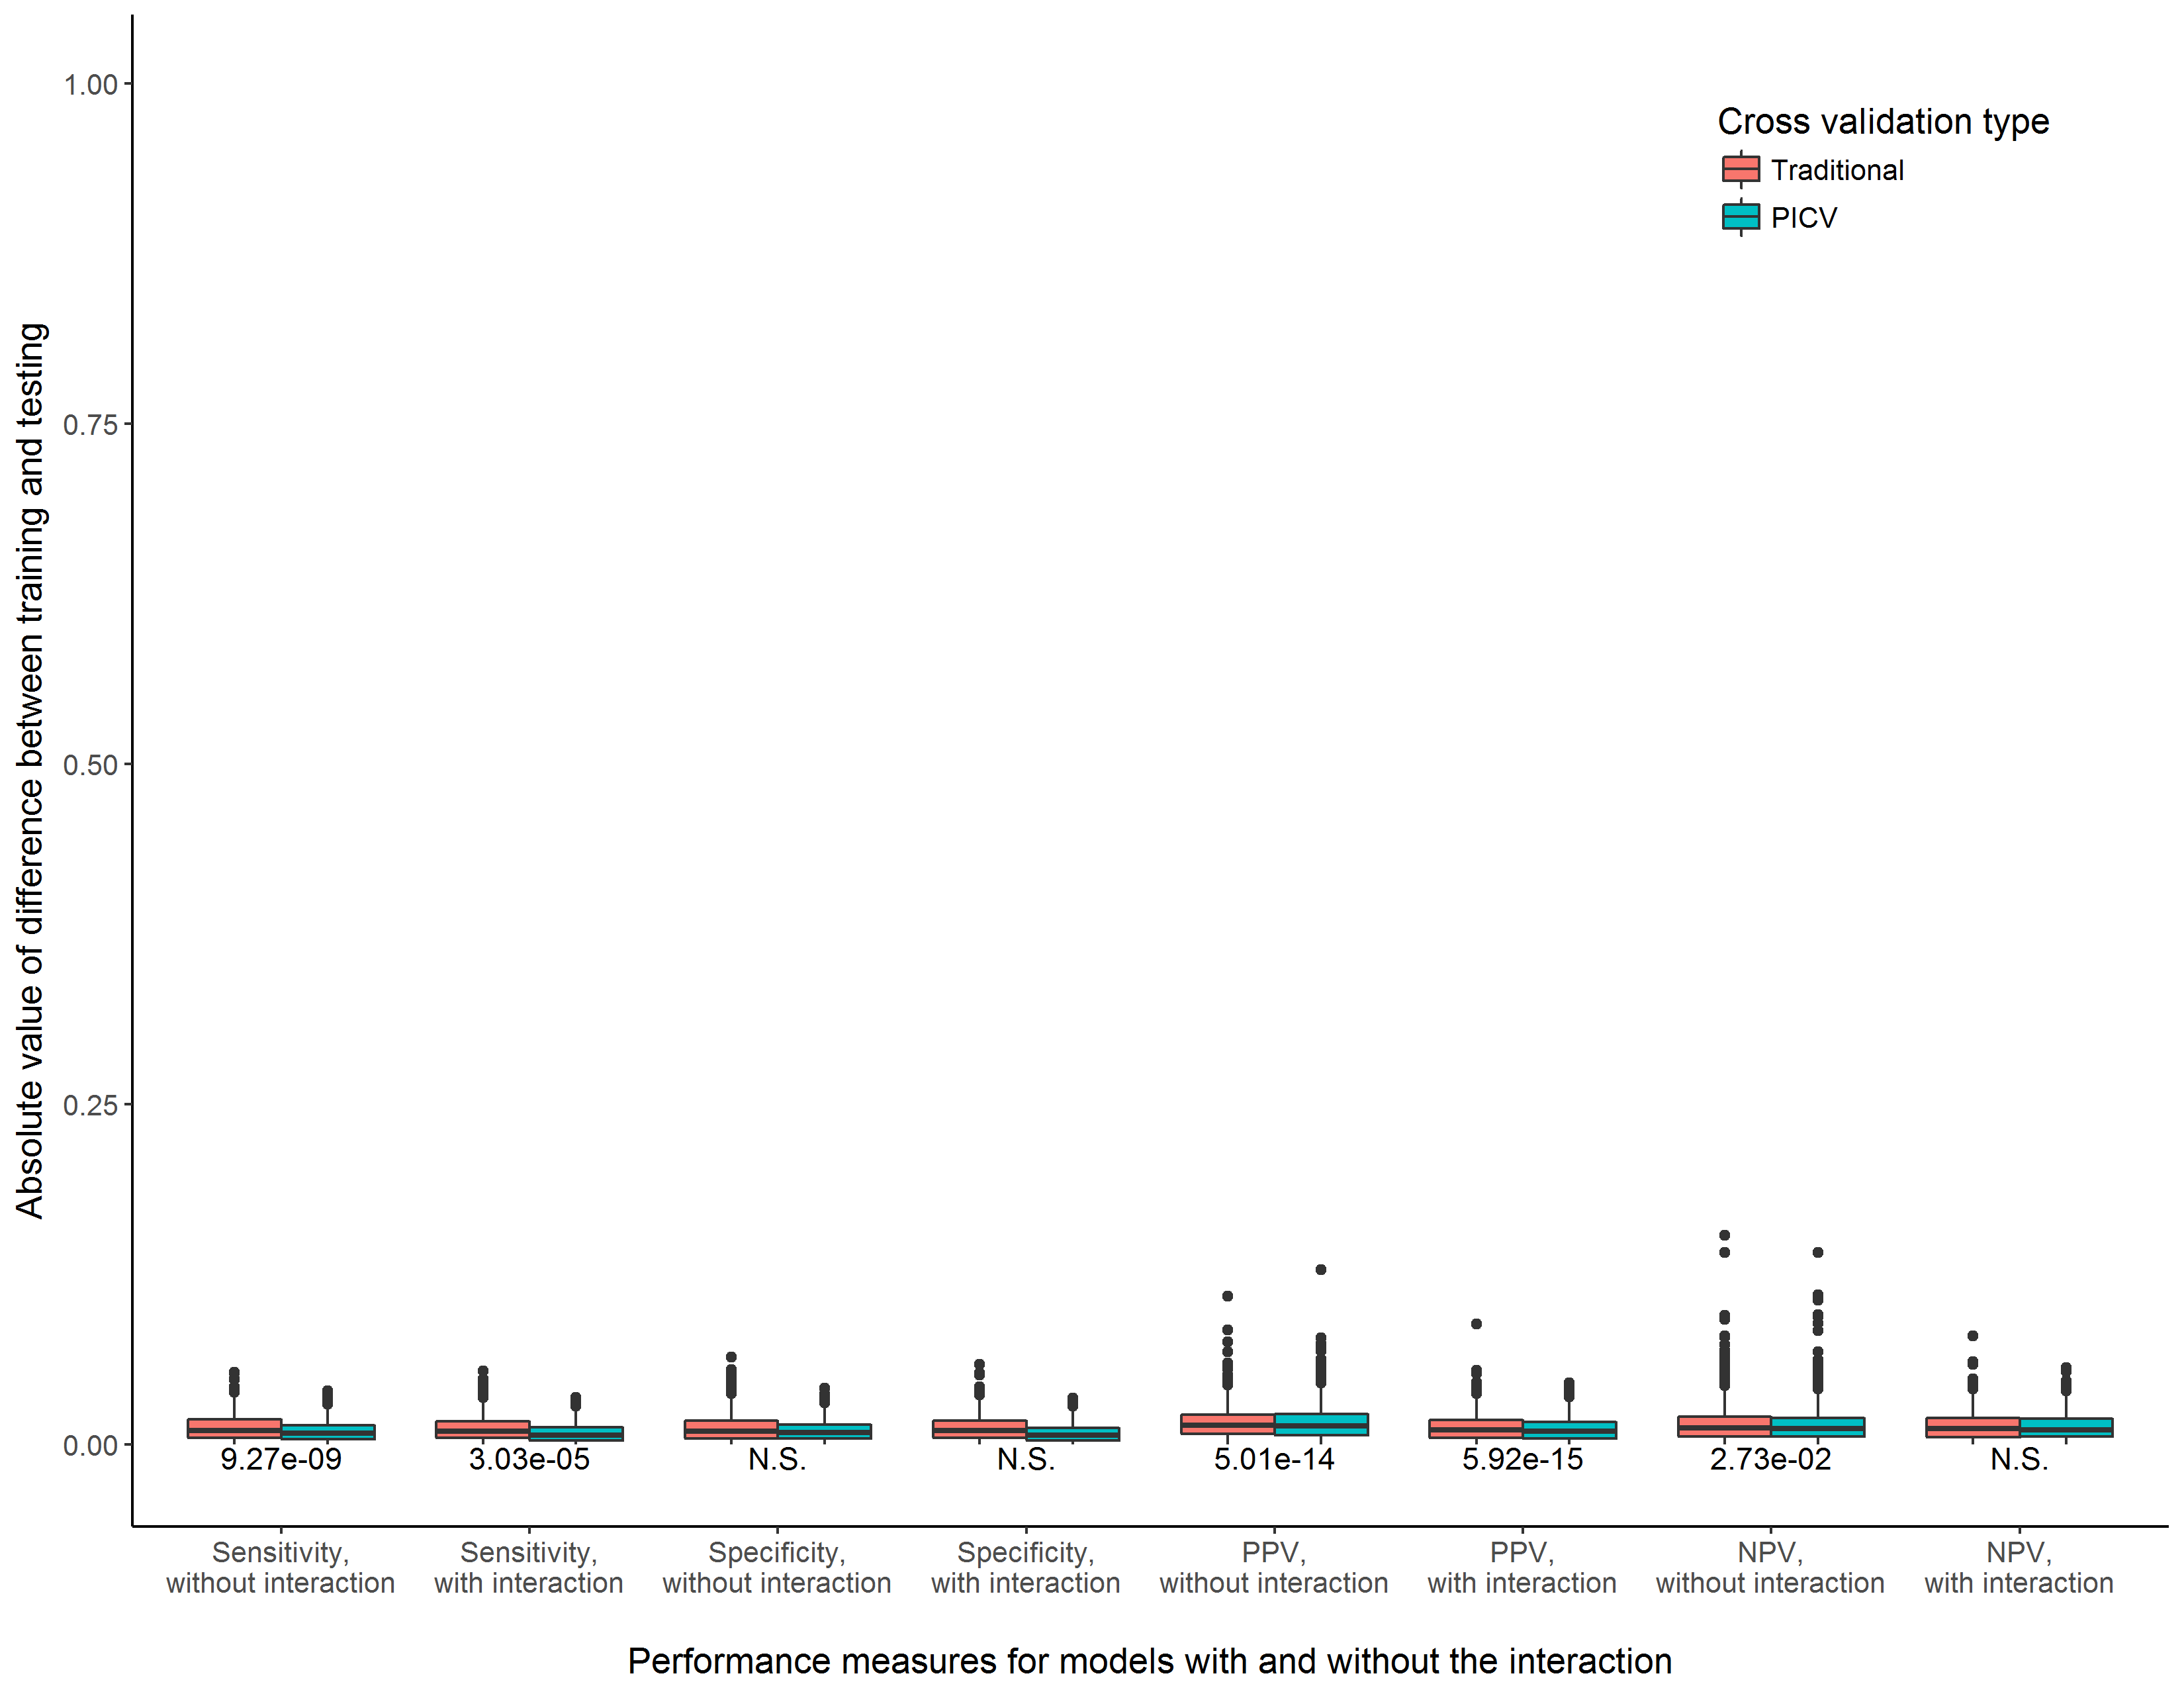 Absolute value of difference between training and testing
1.00
0.75
0.50
0.25
0.00
Cross validation type
Traditional
PICV
9.27e-09
3.03e-05
N.S.
N.S.
5.01e-14
5.92e-15
2.73e-02
N.S.
Sensitivity,
without interaction
Sensitivity,
with interaction
Specificity,
without interaction
Specificity,
with interaction
PPV,
without interaction
PPV,
with interaction
NPV,
without interaction
NPV,
with interaction
Performance measures for models with and without the interaction